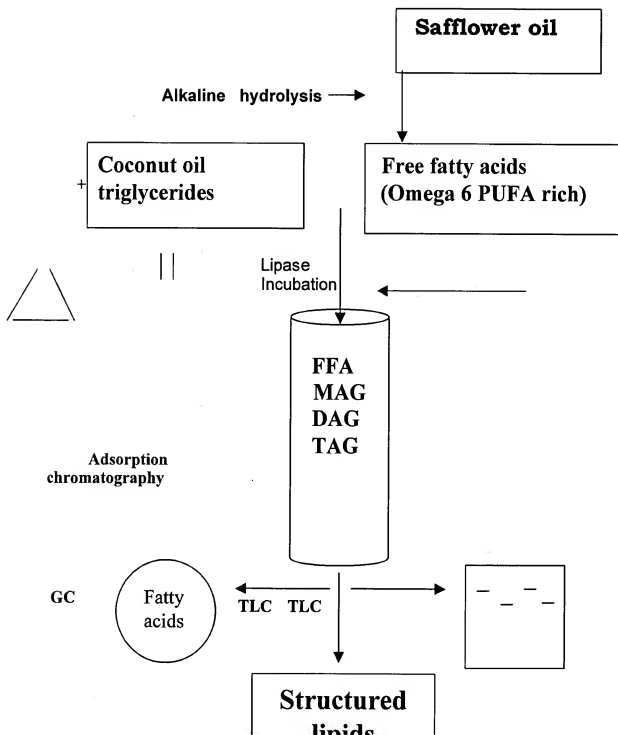 Safflower oil
Alkaline hydrolysis
Coconut oil
triglycerides
+
Free fatty acids
(Omega 6 PUFA rich)
Lipase
Incubation
FFA
MAG
DAG
TAG
Adsorption
chromatography
GC
Fatty
acids
TLC TLC
Structured
lipids